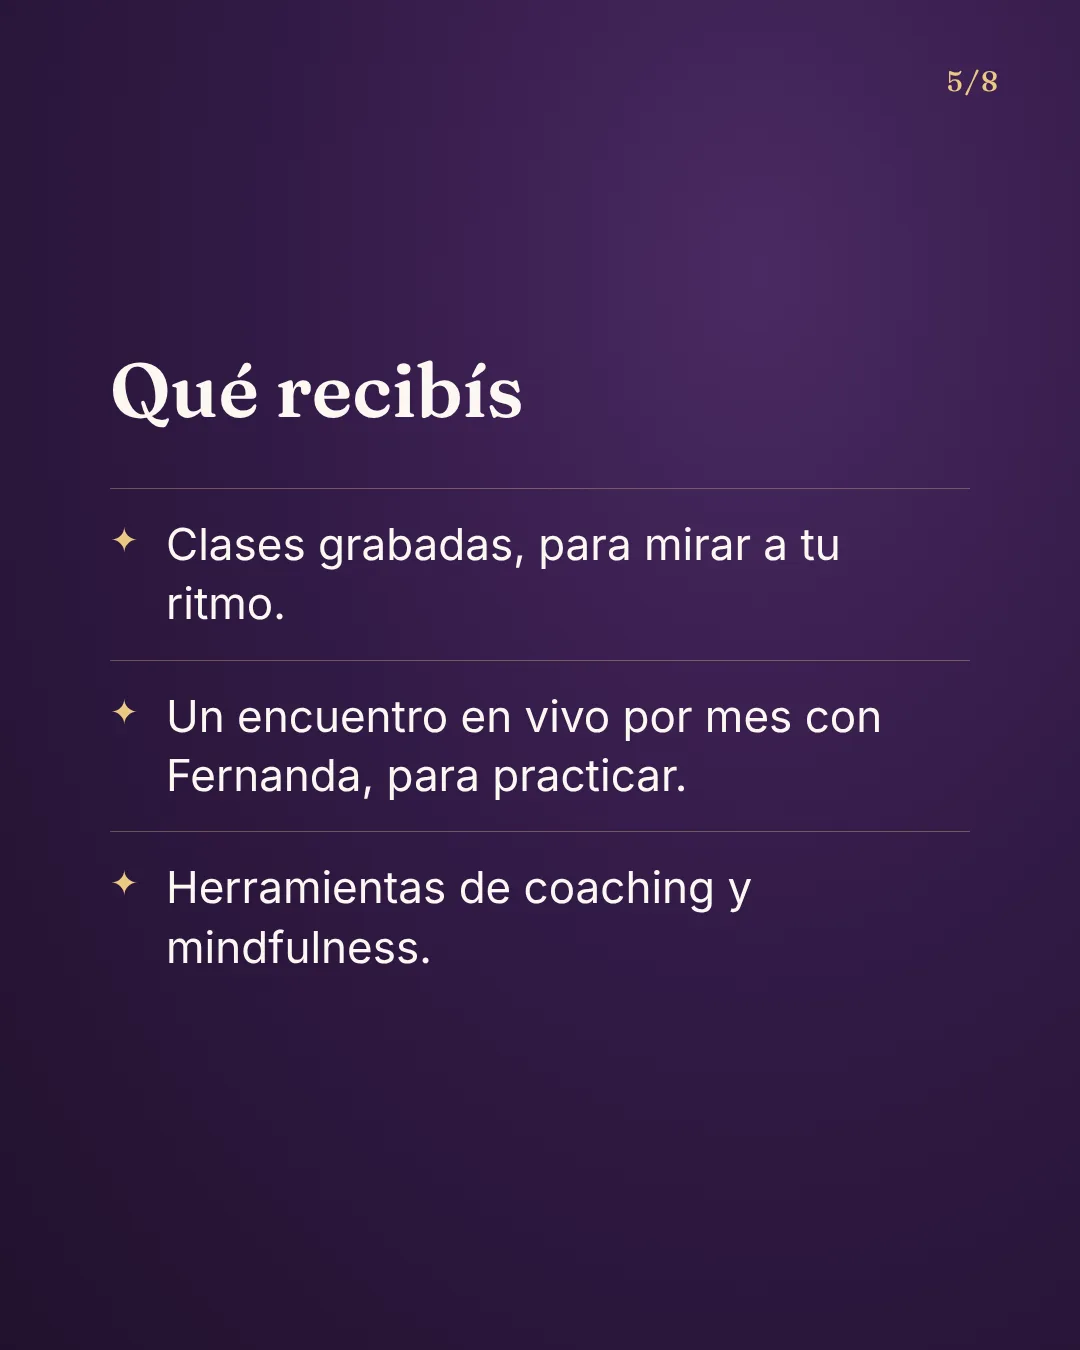 5/8
Qué recibís
✦ Clases grabadas, para mirar a tu
ritmo.
✦ Un encuentro en vivo por mes con
Fernanda, para practicar.
✦ Herramientas de coaching y
mindfulness.